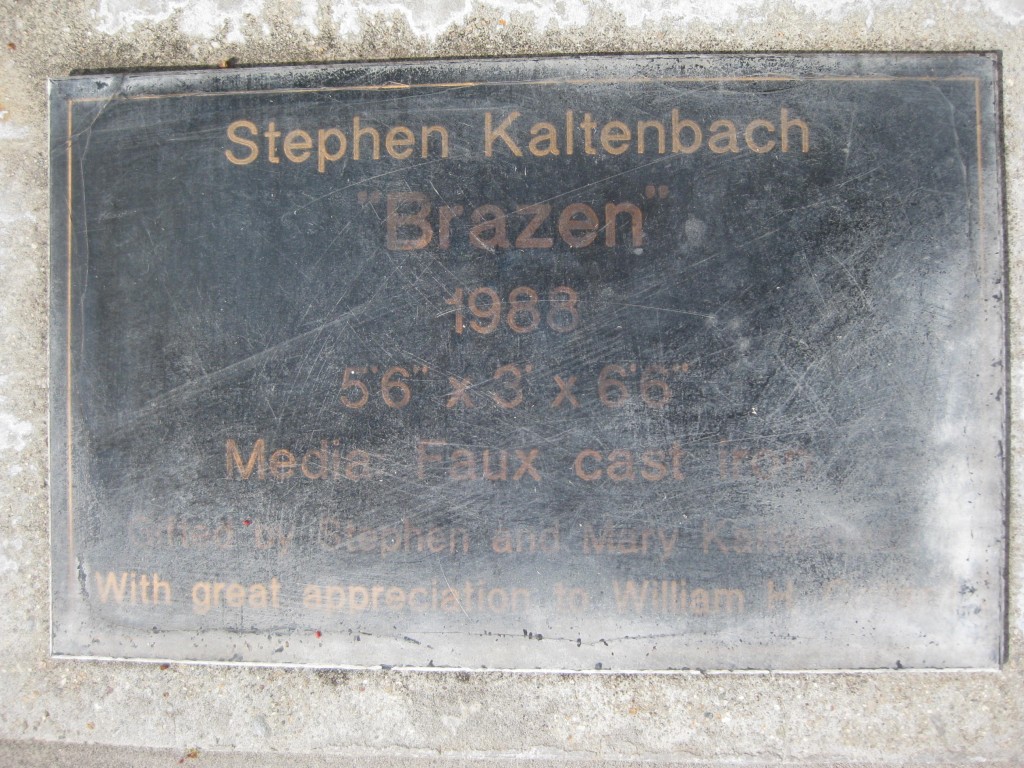 Stephen Kaltenbach
"Brazen"
1988
5'6" x 3' x 6'6"
Media: Faux cast iron
Gifted by Stephen and Mary
With great appreciation to William H.